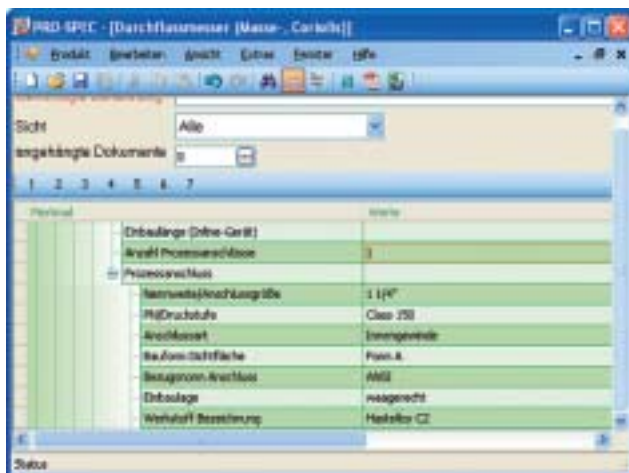 PRO-SPEC - [Durchflussmesser (Masse-, Coriolis)]
Produkt Bearbeiten Ansicht Extras Fenster Hilfe
Sicht Alle
angehängte Dokumente 0
1 2 3 4 5 6 7
Merkmal Werte
Einbaulänge (Inline-Gerät)
Anzahl Prozessanschlüsse
Prozessanschluss
Nennweite/Anschlussgröße 1 1/4"
PN/Druckstufe Class 150
Anschlussart Innengewinde
Bauform Dichtfläche Form A
Bezugsnorm Anschluss ANSI
Einbaulage waagerecht
Werkstoff Bezeichnung Hastelloy C2
Status